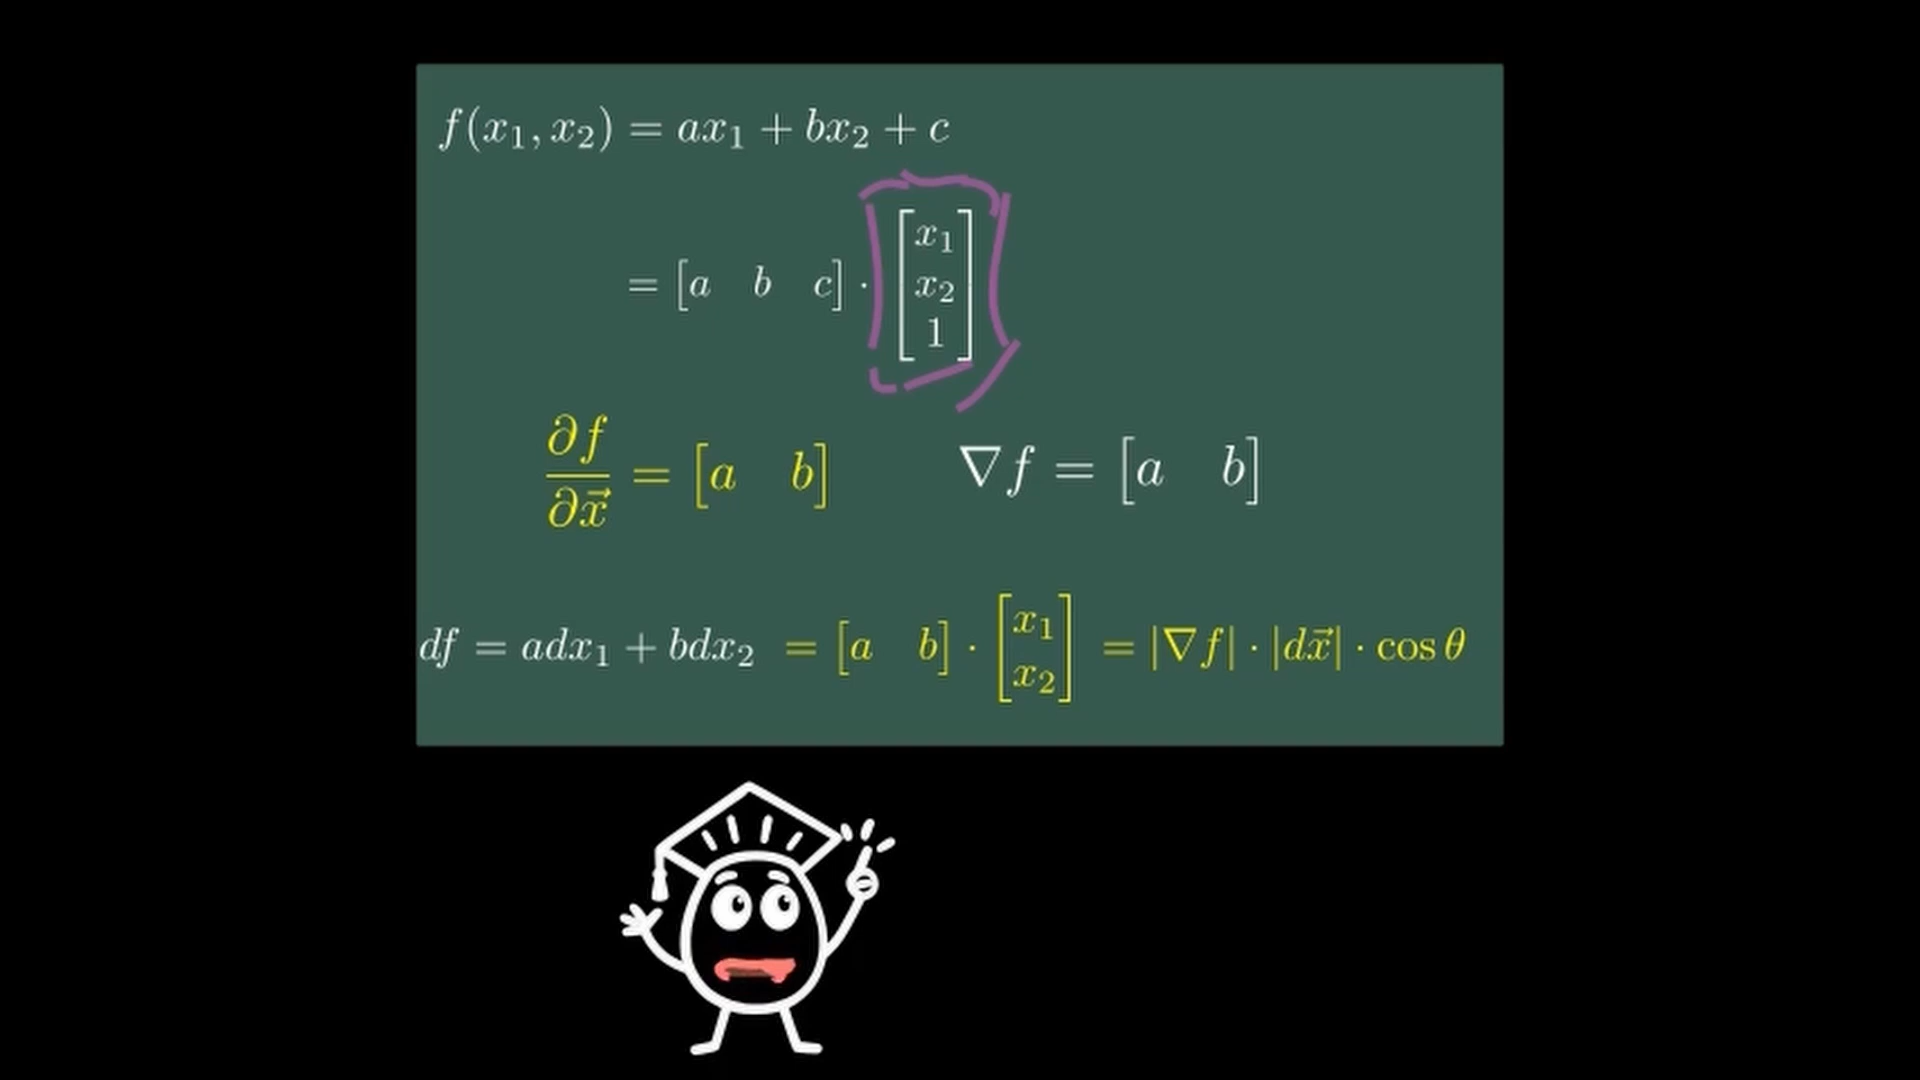 f(x₁, x₂) = ax₁ + bx₂ + c
= [a b c] · [x₁ x₂ 1]
∂f/∂x⃗ = [a b] ∇f = [a b]
df = adx₁ + bdx₂ = [a b] · [x₁ x₂] = |∇f| · |dx⃗| · cos θ